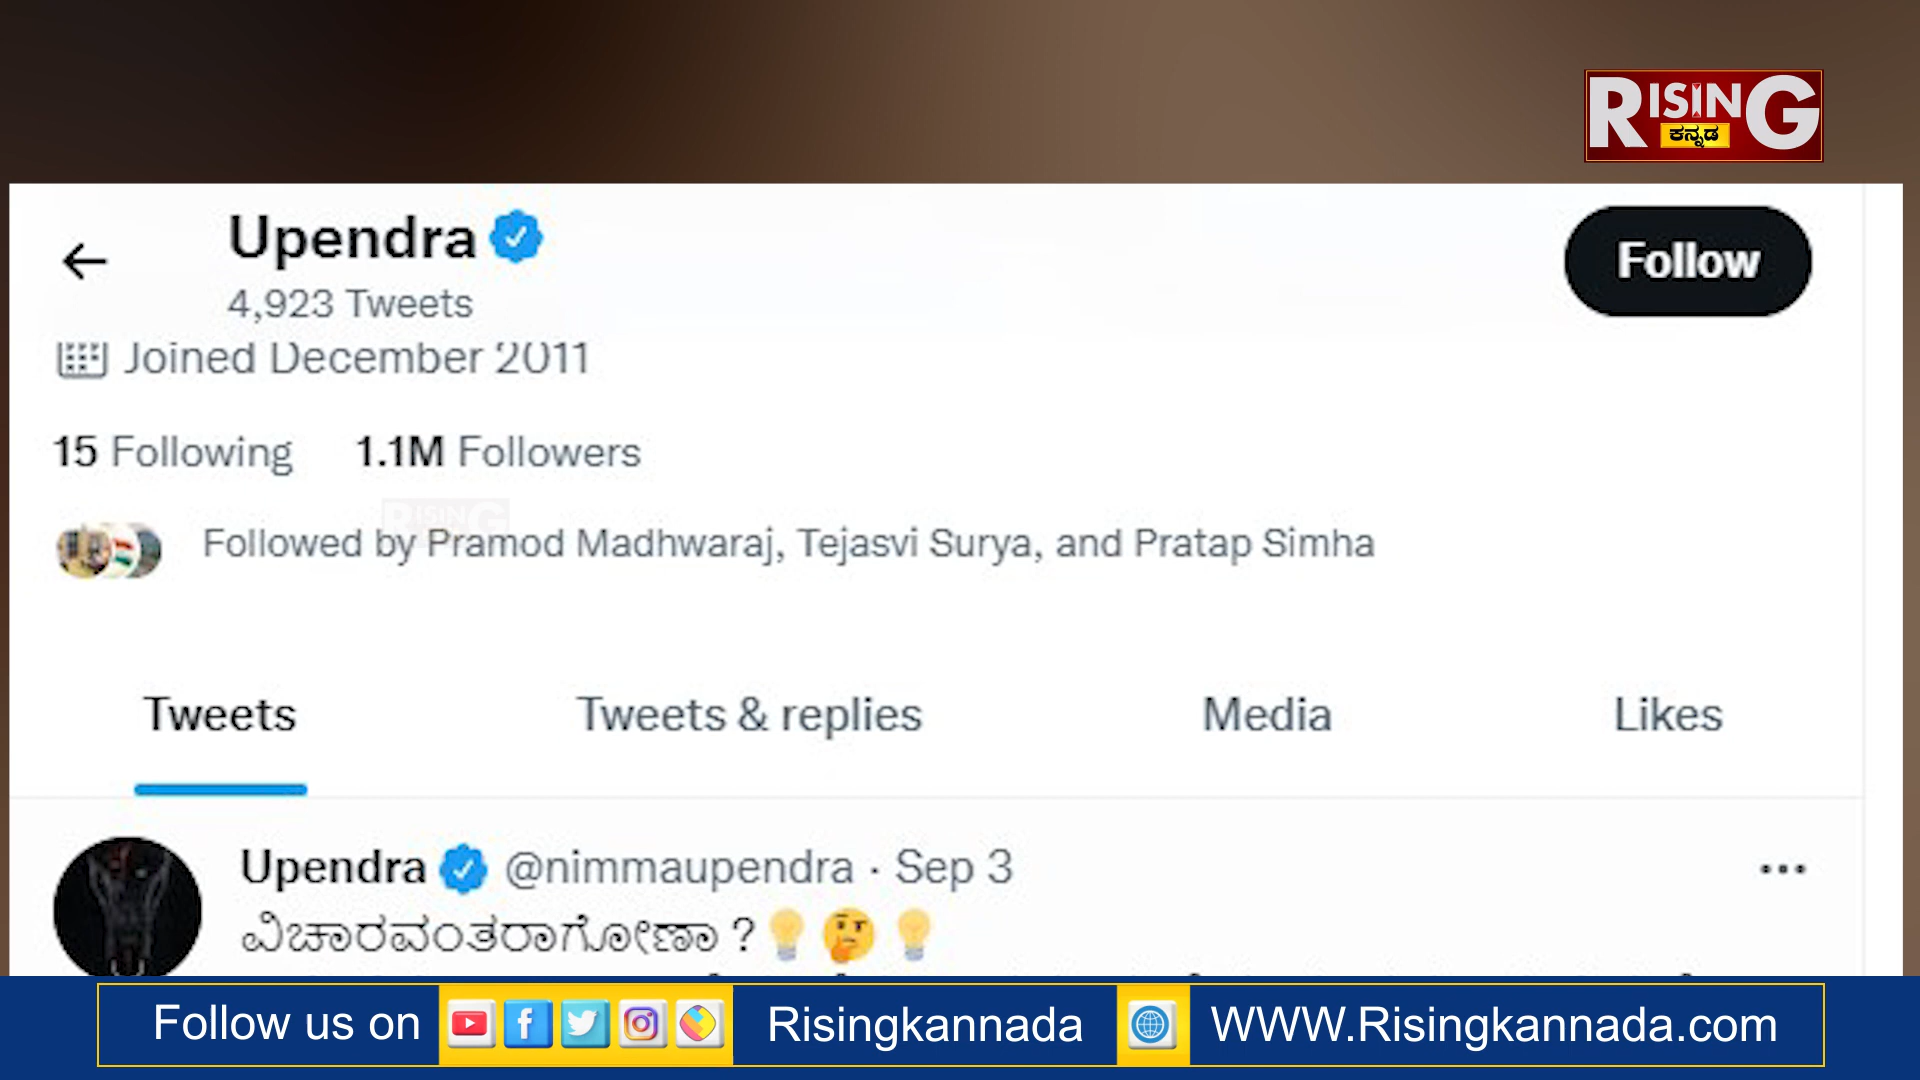 RISING
ಕನ್ನಡ
Upendra
4,923 Tweets
Follow
Joined December 2011
15 Following 1.1M Followers
RISING
Followed by Pramod Madhwaraj, Tejasvi Surya, and Pratap Simha
Tweets Tweets & replies Media Likes
Upendra @nimmaupendra · Sep 3
ವಿಚಾರವಂತರಾಗೋಣಾ ?💡🤔💡
Follow us on Risingkannada WWW.Risingkannada.com